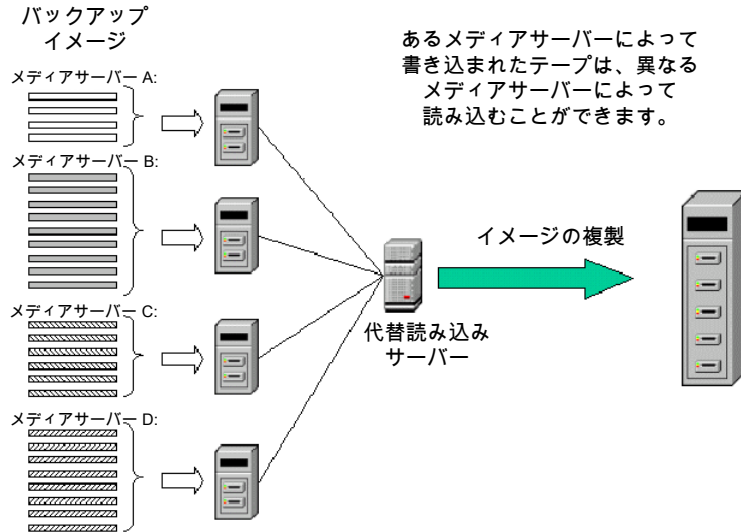 バックアップ
イメージ
メディアサーバー A:
メディアサーバー B:
メディアサーバー C:
メディアサーバー D:
あるメディアサーバーによって
書き込まれたテープは、異なる
メディアサーバーによって
読み込むことができます。
代替読み込み
サーバー
イメージの複製